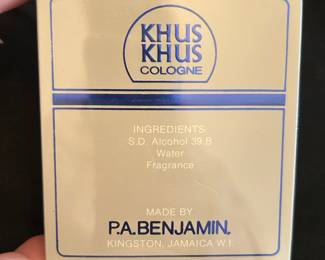 KHUS
KHUS
COLOGNE
INGREDIENTS
S.D. Alcohol 39.B
Water
Fragrance
MADE BY
P.A.BENJAMIN.
KINGSTON, JAMAICA W.I.